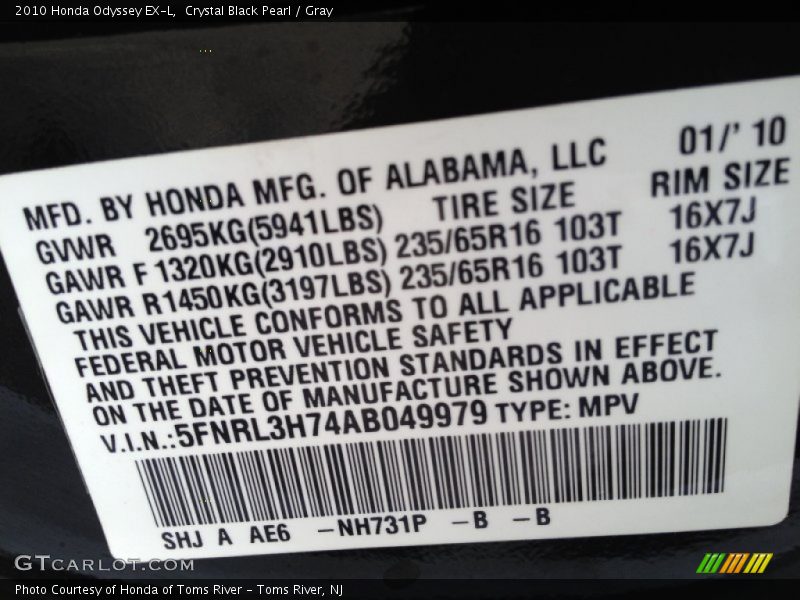 2010 Honda Odyssey EX-L, Crystal Black Pearl / Gray
MFD. BY HONDA MFG. OF ALABAMA, LLC 01/' 10
GVWR 2695KG(5941LBS) TIRE SIZE RIM SIZE
GAWR F1320KG(2910LBS) 235/65R16 103T 16X7J
GAWR R1450KG(3197LBS) 235/65R16 103T 16X7J
THIS VEHICLE CONFORMS TO ALL APPLICABLE
FEDERAL MOTOR VEHICLE SAFETY
AND THEFT PREVENTION STANDARDS IN EFFECT
ON THE DATE OF MANUFACTURE SHOWN ABOVE.
V.I.N.:5FNRL3H74AB049979 TYPE: MPV
SHJ A AE6 -NH731P -B -B
GTCARLOT.COM
Photo Courtesy of Honda of Toms River - Toms River, NJ